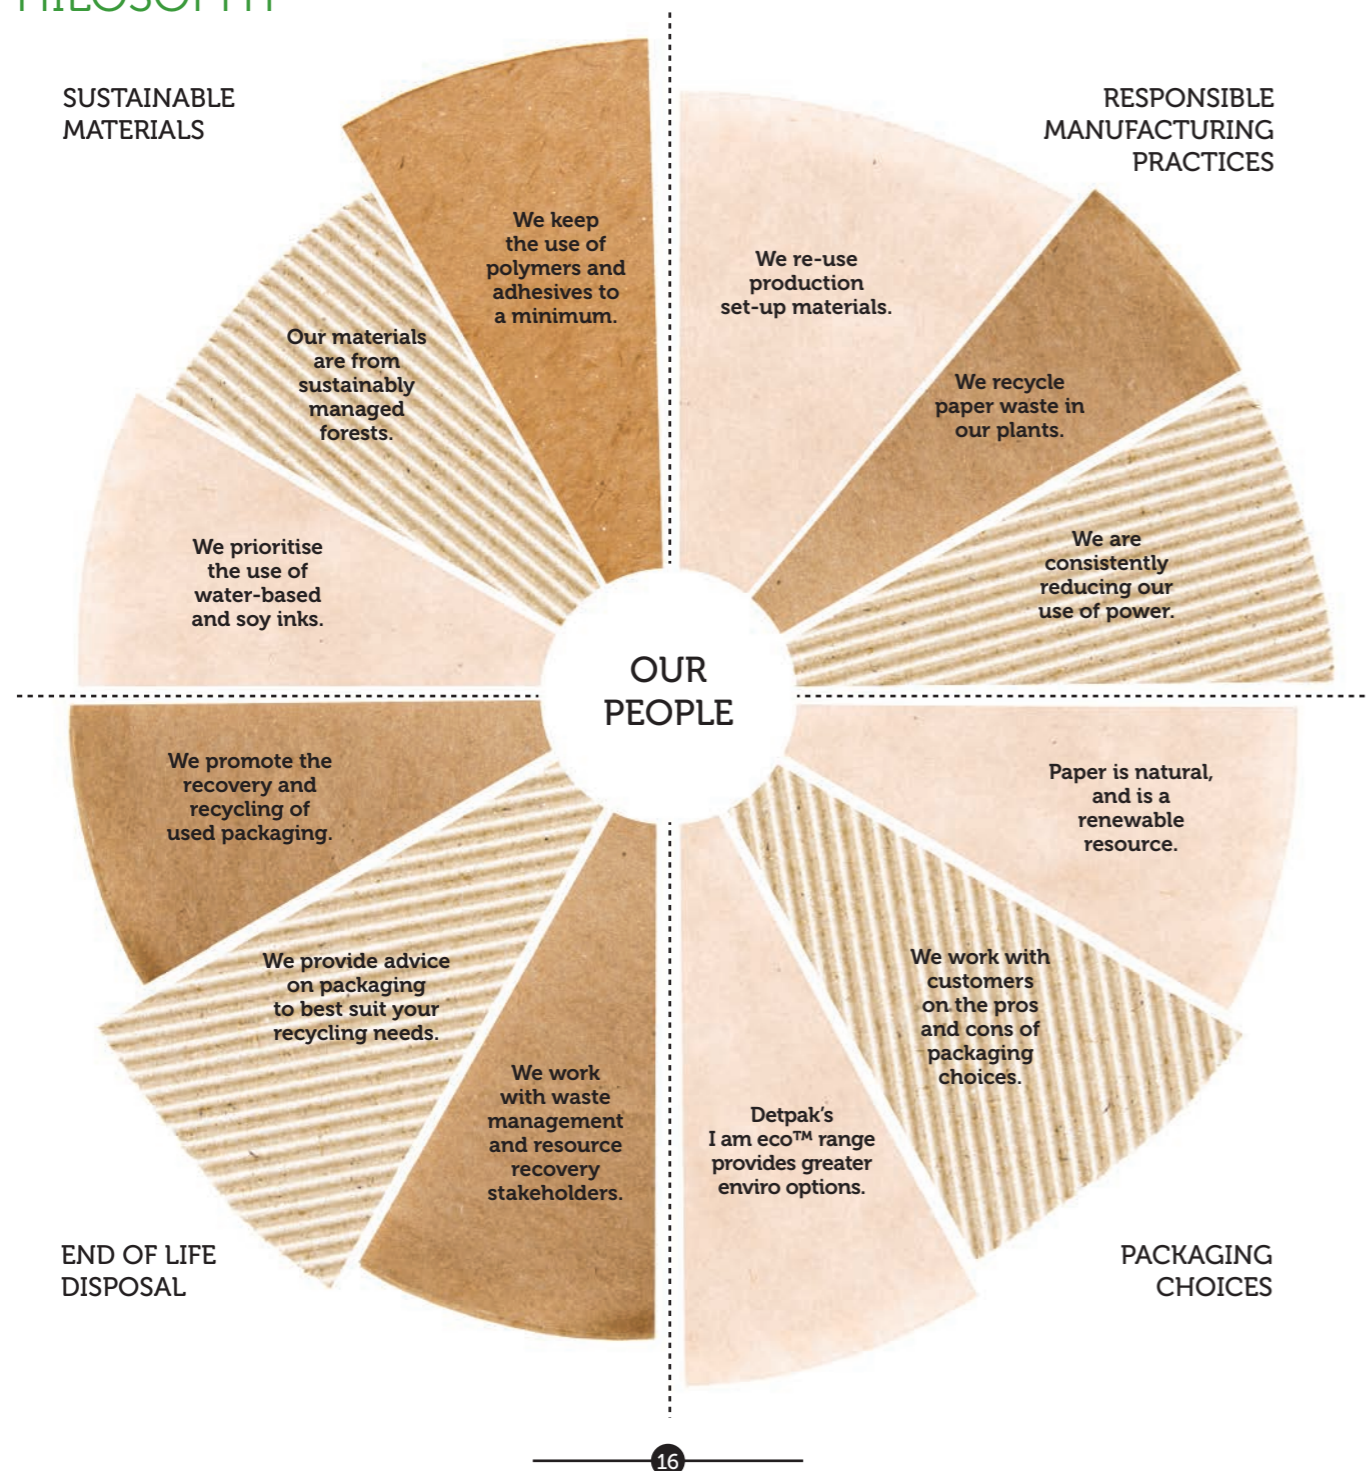 SUSTAINABLE
MATERIALS
RESPONSIBLE
MANUFACTURING
PRACTICES
We keep
the use of
polymers and
adhesives to
a minimum.
Our materials
are from
sustainably
managed
forests.
We prioritise
the use of
water-based
and soy inks.
We re-use
production
set-up materials.
We recycle
paper waste in
our plants.
We are
consistently
reducing our
use of power.
OUR
PEOPLE
We promote the
recovery and
recycling of
used packaging.
We provide advice
on packaging
to best suit your
recycling needs.
We work
with waste
management
and resource
recovery
stakeholders.
Paper is natural,
and is a
renewable
resource.
We work with
customers
on the pros
and cons of
packaging
choices.
Detpak’s
I am eco™ range
provides greater
enviro options.
END OF LIFE
DISPOSAL
PACKAGING
CHOICES
16